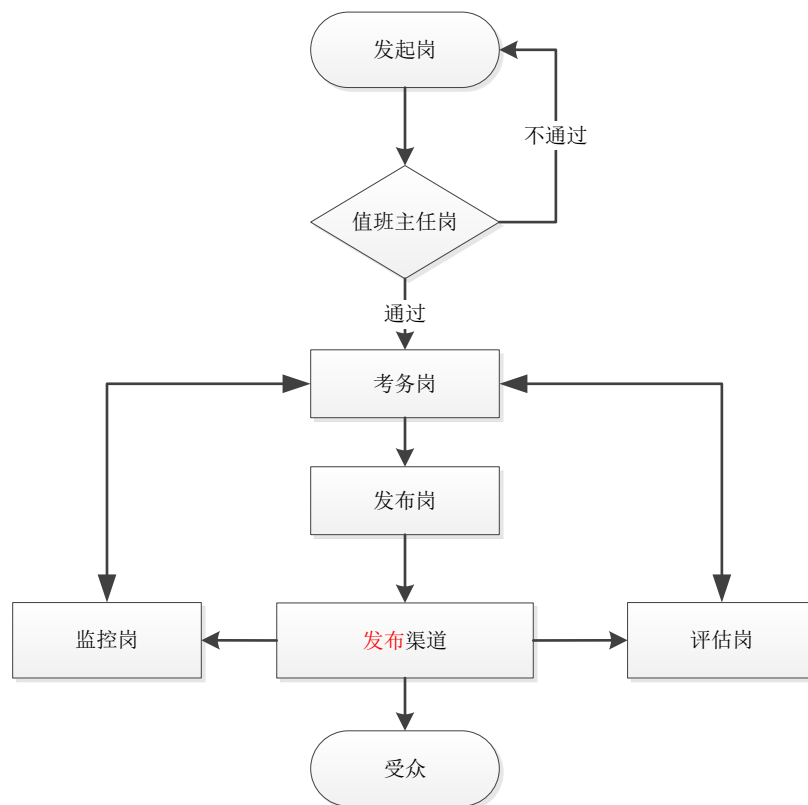 发起岗
不通过
值班主任岗
通过
考务岗
发布岗
监控岗
发布渠道
评估岗
受众